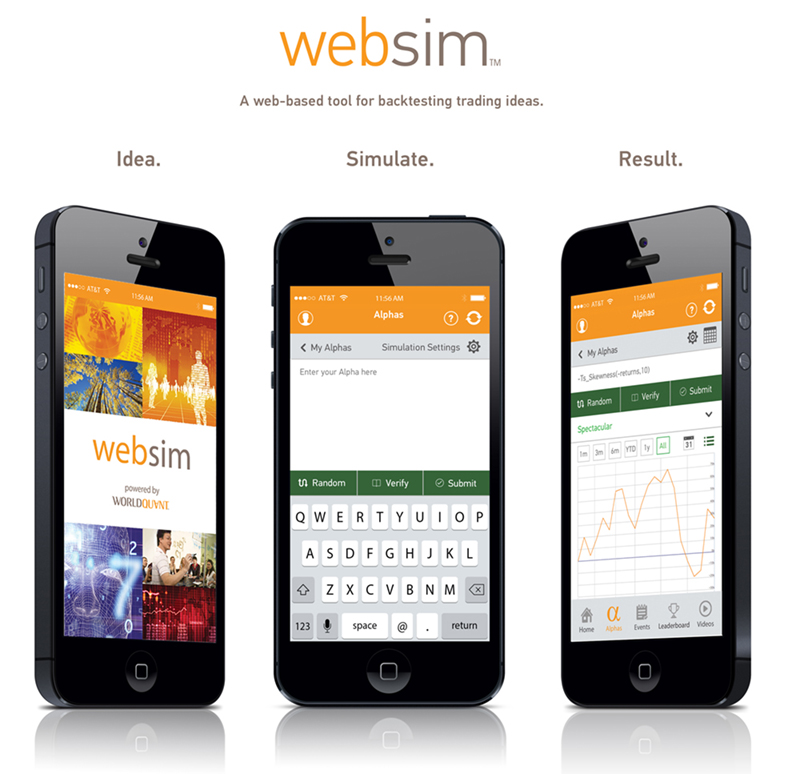 websim™
A web-based tool for backtesting trading ideas.
Idea.
Simulate.
Result.
AT&T 11:56 AM
websim
powered by
WORLDQUANT
2
7
AT&T 11:56 AM
Alphas
?
My Alphas Simulation Settings
Enter your Alpha here
Random Verify Submit
Q W E R T Y U I O P
A S D F G H J K L
Z X C V B N M
123 space @ . return
AT&T 11:56 AM
Alphas
?
My Alphas
-Ts_Skewness(-returns,10)
Random Verify Submit
Spectacular
1m 3m 6m YTD 1y All 31
α
Home Alphas Events Leaderboard Videos